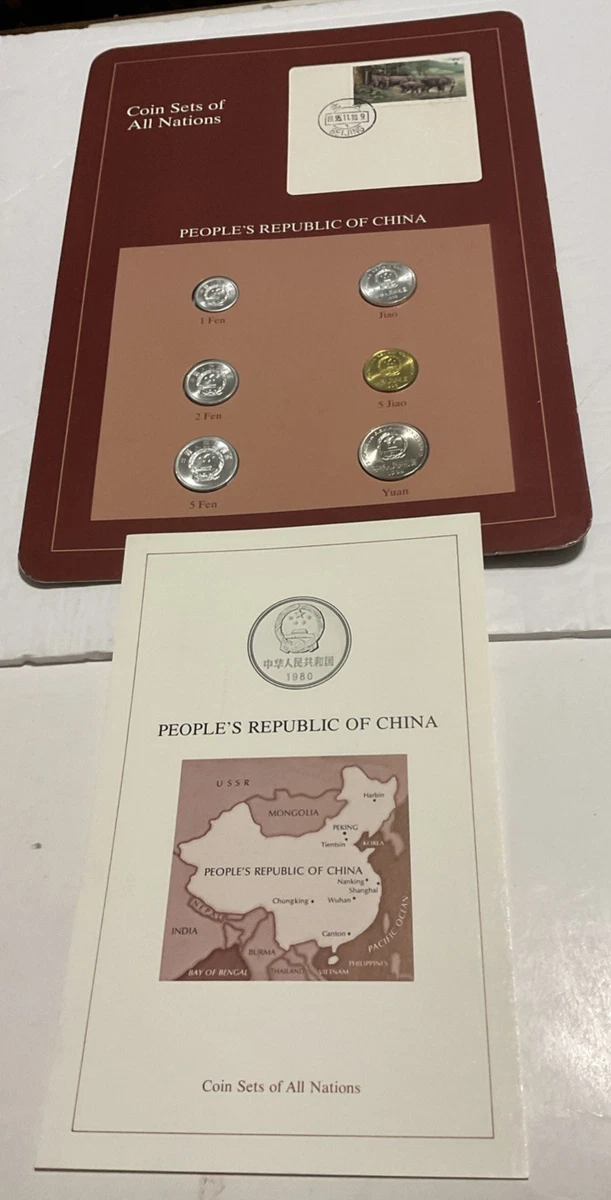 Coin Sets of
All Nations
BEIJING
PEOPLE'S REPUBLIC OF CHINA
1 Fen
Jiao
2 Fen
5 Jiao
5 Fen
Yuan
中华人民共和国
1980
PEOPLE'S REPUBLIC OF CHINA
USSR
Harbin
MONGOLIA
PEKING
Tientsin
KOREA
PEOPLE'S REPUBLIC OF CHINA
Nanking
Shanghai
Chungking
Wuhan
NEPAL
INDIA
Canton
PACIFIC OCEAN
BURMA
BAY OF BENGAL
THAILAND
VIETNAM
PHILIPPINES
Coin Sets of All Nations